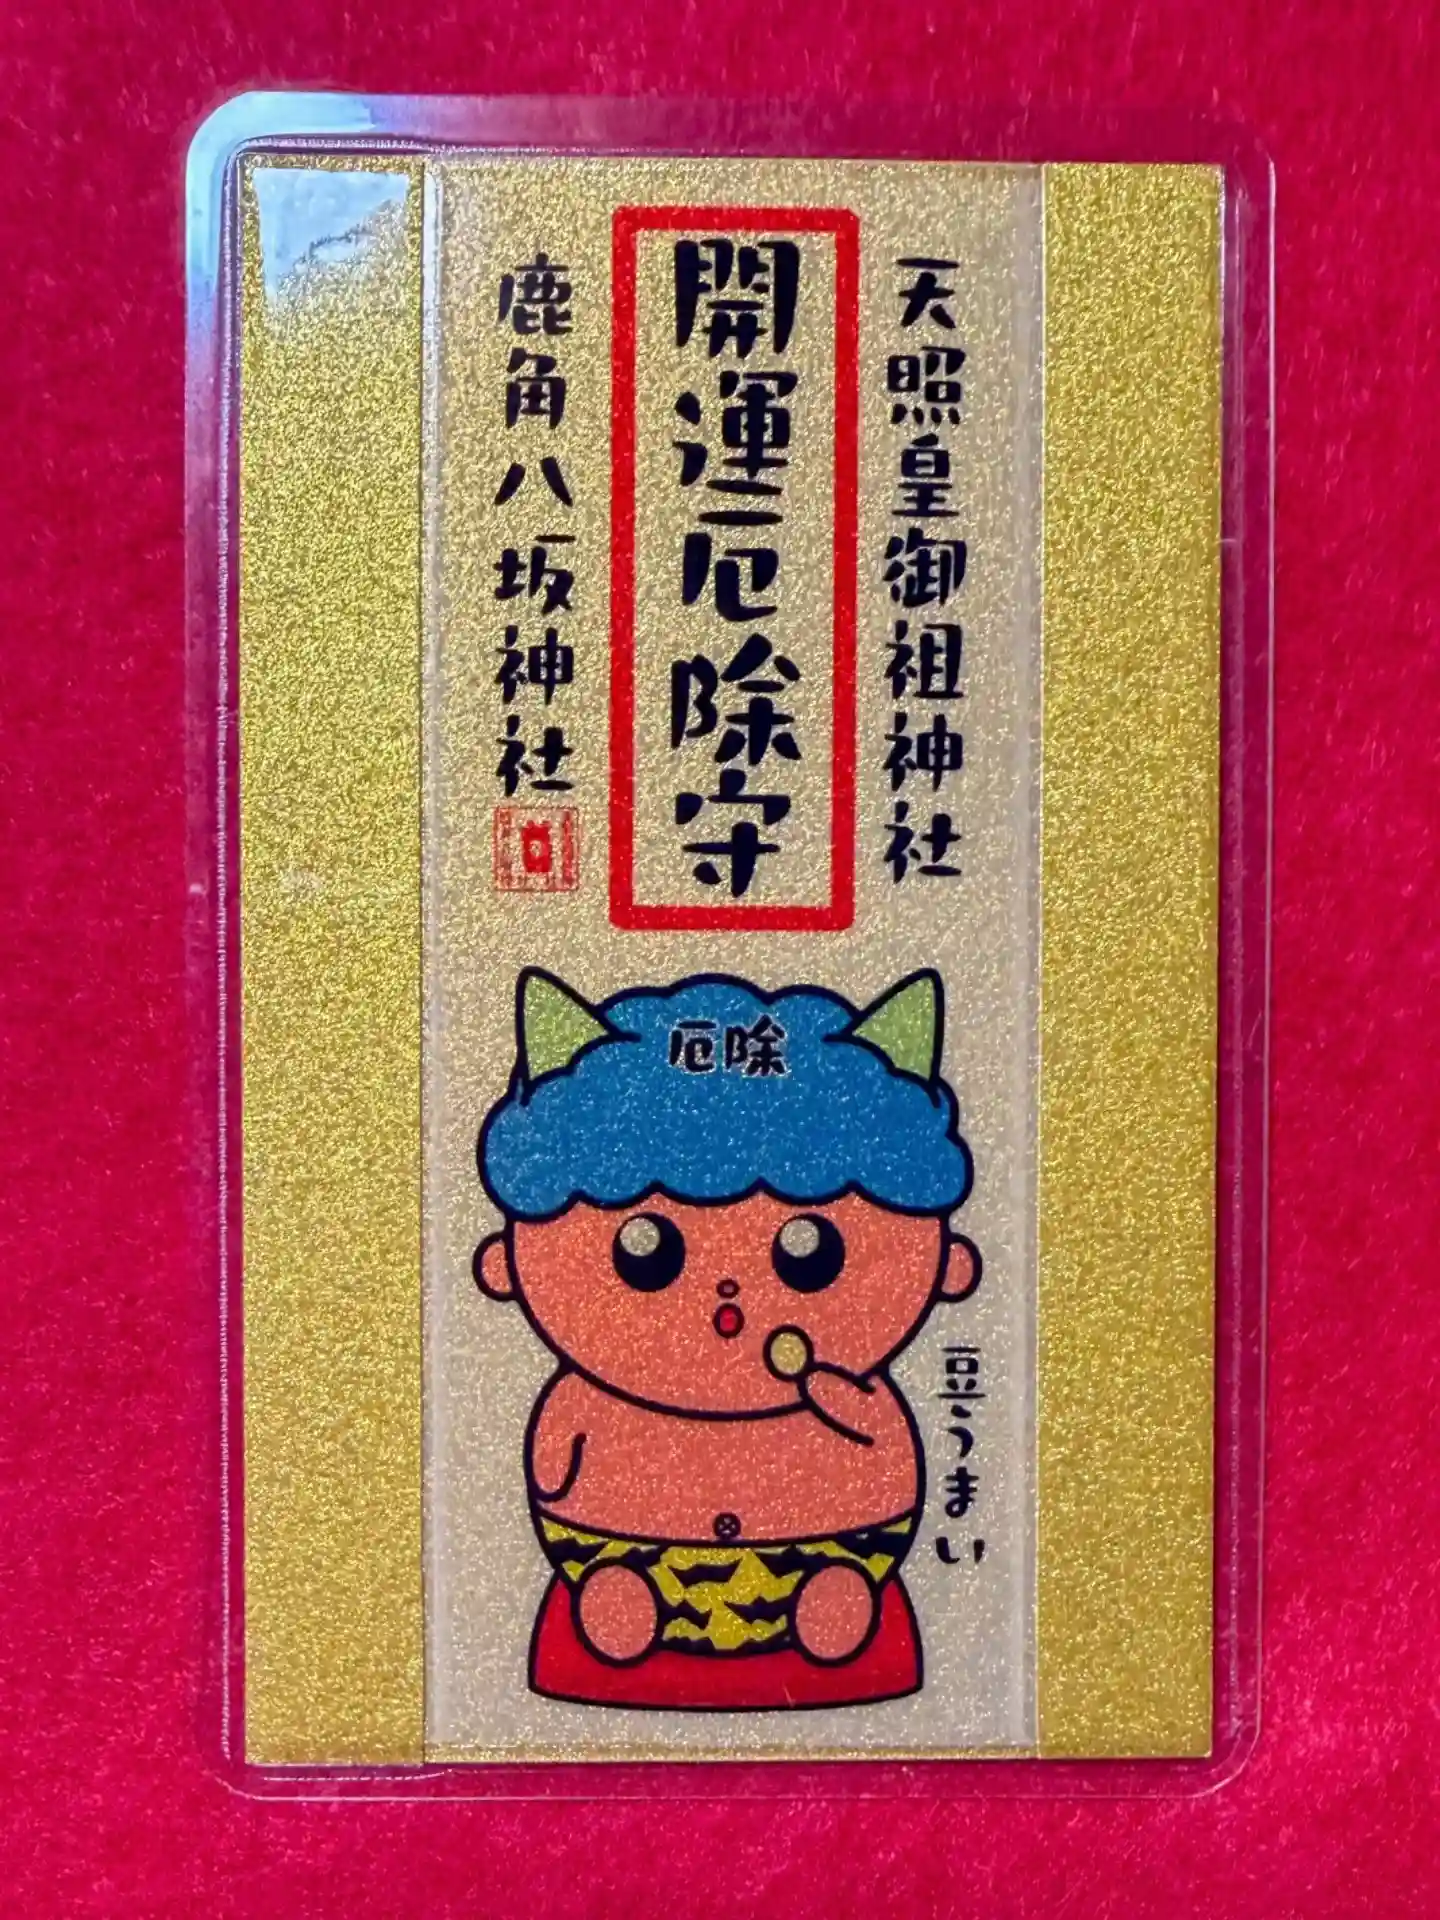 天照皇御祖神社
開運厄除守
鹿角八坂神社
厄除
豆うまい